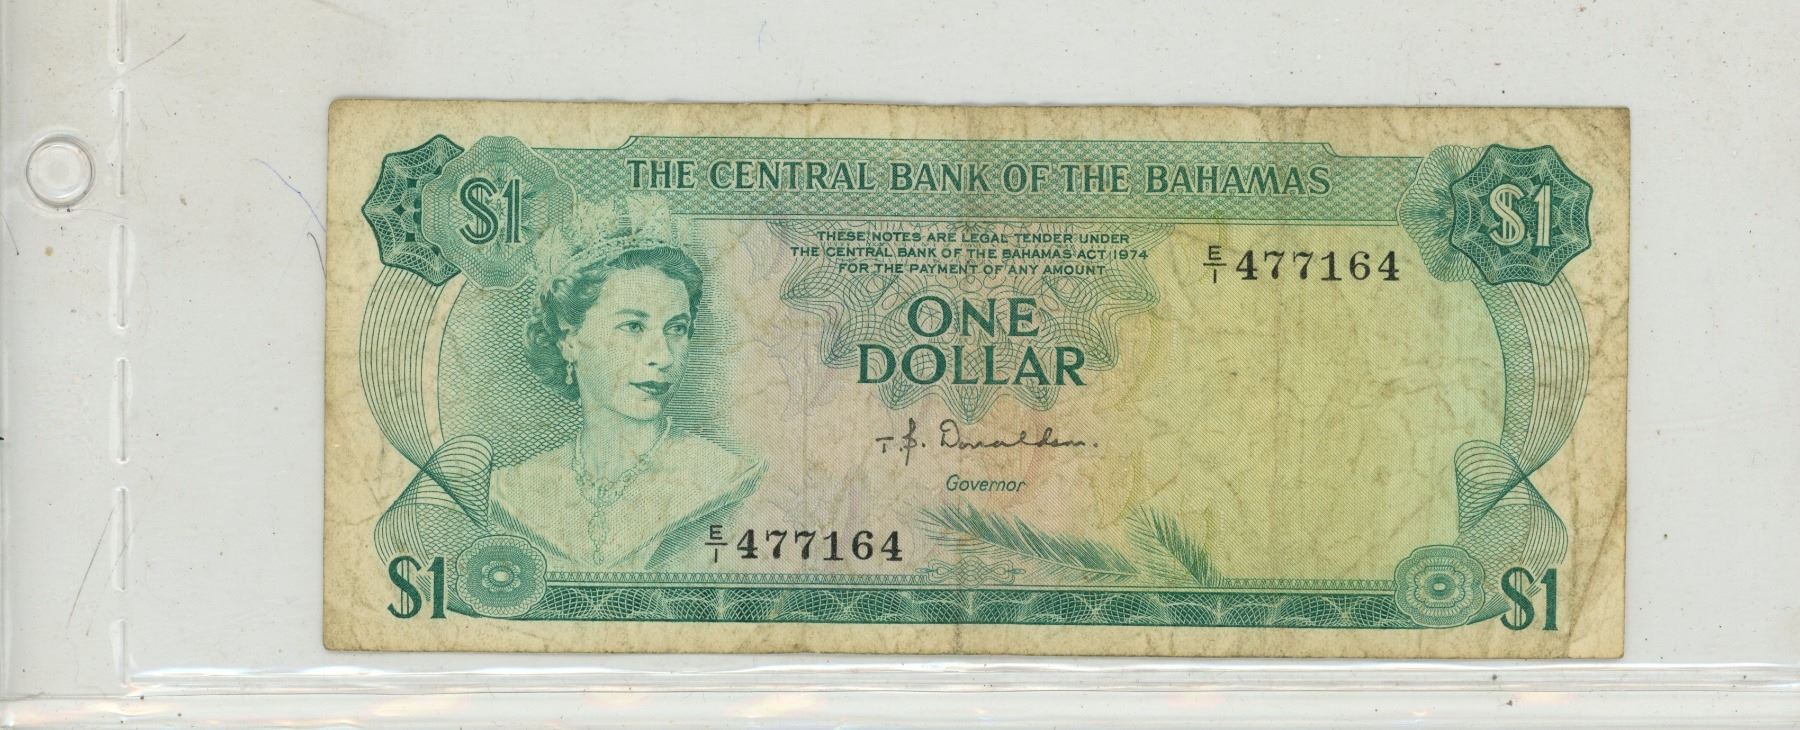 $1
THE CENTRAL BANK OF THE BAHAMAS
$1
THESE NOTES ARE LEGAL TENDER UNDER
THE CENTRAL BANK OF THE BAHAMAS ACT 1974
FOR THE PAYMENT OF ANY AMOUNT
E/1 477164
ONE
DOLLAR
T. B. Donaldson.
Governor
E/1 477164
$1
$1